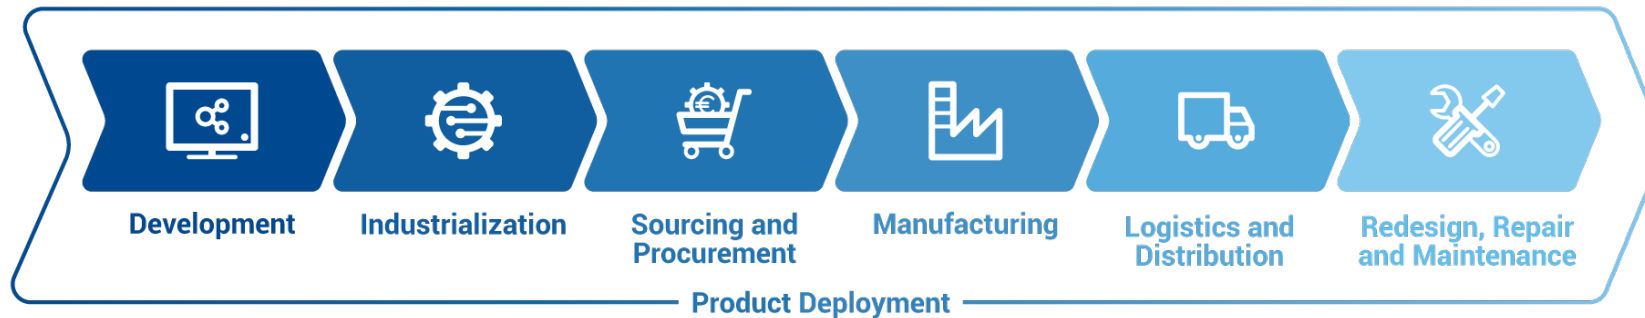 Development
Industrialization
Sourcing and
Procurement
Manufacturing
Logistics and
Distribution
Redesign, Repair
and Maintenance
Product Deployment
€